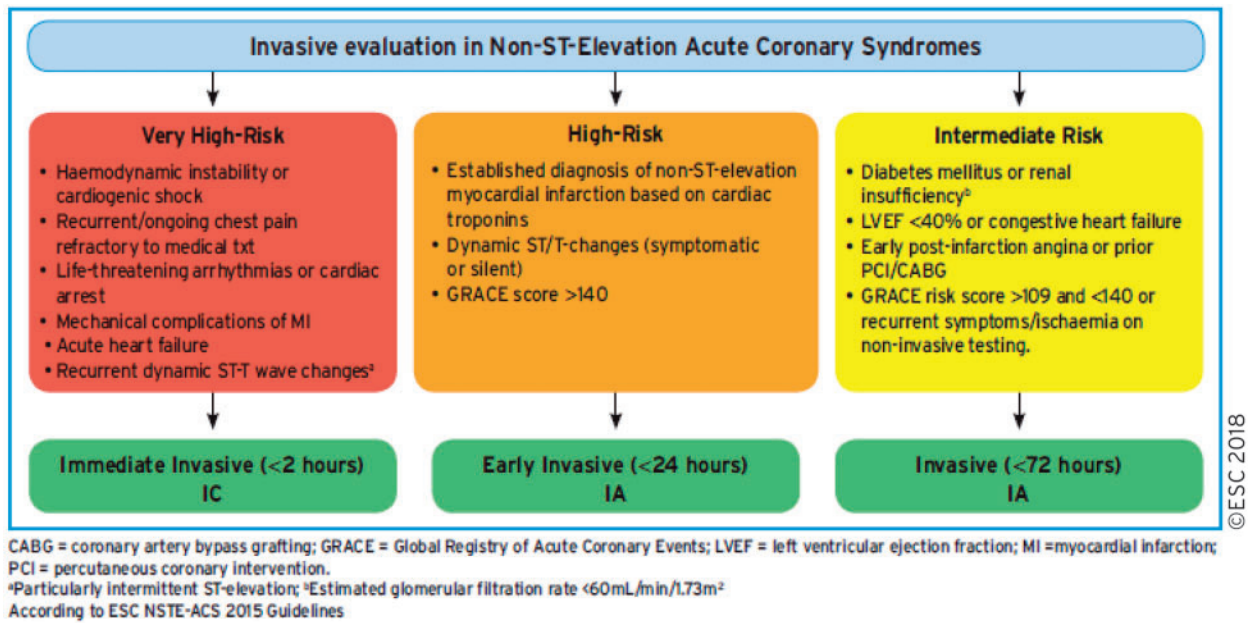 Invasive evaluation in Non-ST-Elevation Acute Coronary Syndromes
Very High-Risk
• Haemodynamic instability or
cardiogenic shock
• Recurrent/ongoing chest pain
refractory to medical txt
• Life-threatening arrhythmias or cardiac
arrest
• Mechanical complications of MI
• Acute heart failure
• Recurrent dynamic ST-T wave changesᵃ
High-Risk
• Established diagnosis of non-ST-elevation
myocardial infarction based on cardiac
troponins
• Dynamic ST/T-changes (symptomatic
or silent)
• GRACE score >140
Intermediate Risk
• Diabetes mellitus or renal
insufficiencyᵇ
• LVEF <40% or congestive heart failure
• Early post-infarction angina or prior
PCI/CABG
• GRACE risk score >109 and <140 or
recurrent symptoms/ischaemia on
non-invasive testing.
Immediate Invasive (<2 hours)
IC
Early Invasive (<24 hours)
IA
Invasive (<72 hours)
IA
©ESC 2018
CABG = coronary artery bypass grafting; GRACE = Global Registry of Acute Coronary Events; LVEF = left ventricular ejection fraction; MI =myocardial infarction;
PCI = percutaneous coronary intervention.
ᵃParticularly intermittent ST-elevation; ᵇEstimated glomerular filtration rate <60mL/min/1.73m²
According to ESC NSTE-ACS 2015 Guidelines